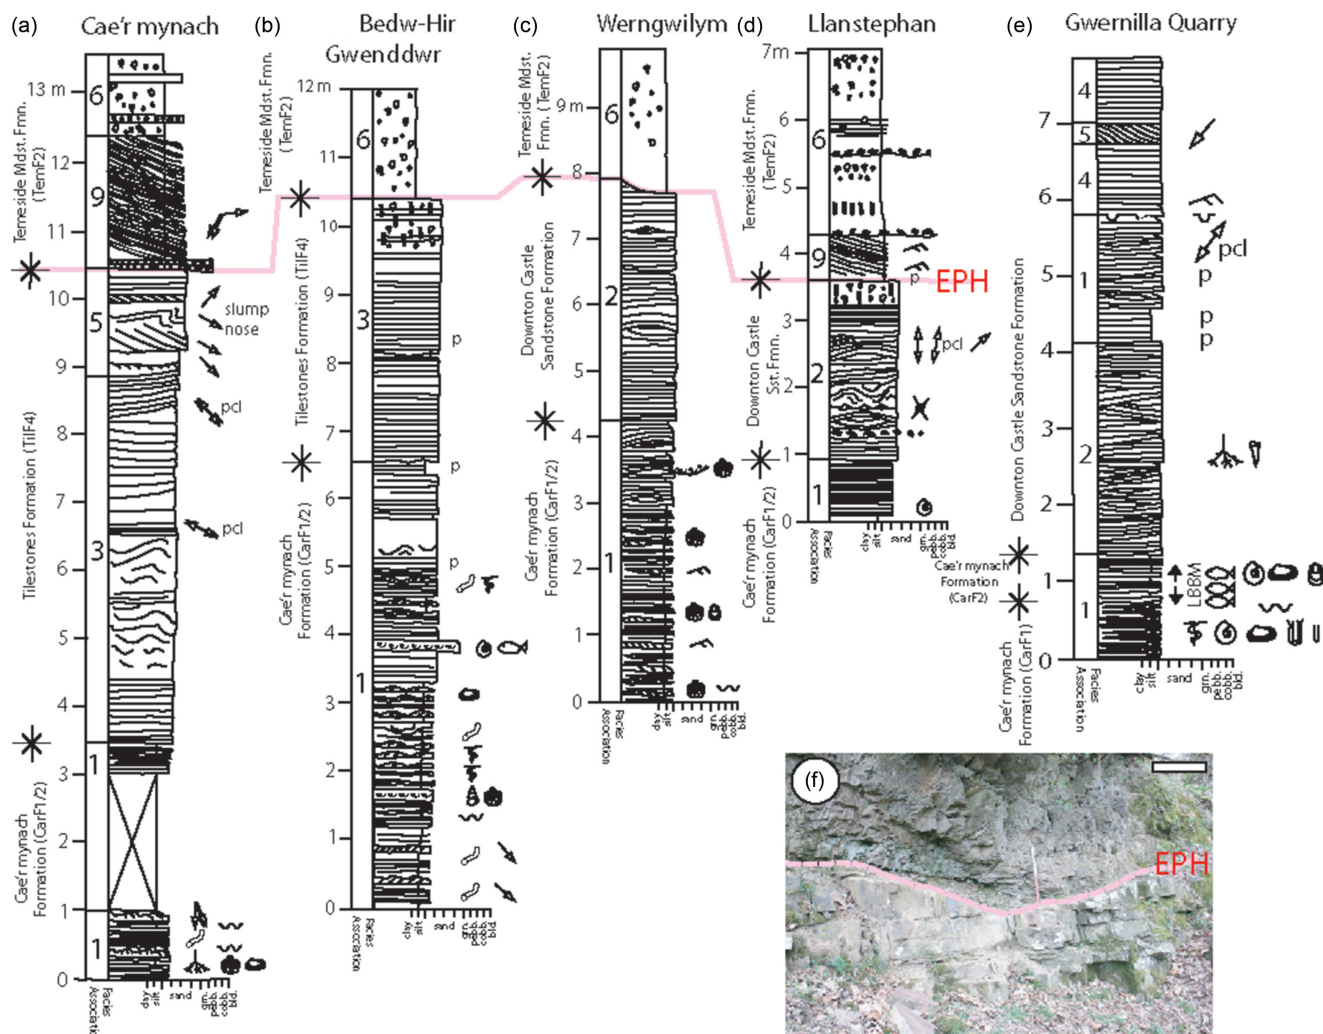 (a)
Cae'r mynach
13 m
12
11
10
9
8
7
6
5
4
3
2
1
0
Temeside Mdst. Fmn.
(TemF2)
Tilestones Formation (TilF4)
Cae'r mynach
Formation (CarF1/2)
6
9
5
3
1
1
slump
nose
pcl
pcl
Facies
Association
clay
silt
sand
grn.
pebb.
cobb.
bld.
(b)
Bedw-Hir
Gwenddwr
12 m
11
10
9
8
7
6
5
4
3
2
1
0
Temeside Mdst. Fmn.
(TemF2)
Tilestones Formation (TilF4)
Cae'r mynach
Formation (CarF1/2)
6
3
1
p
p
p
Facies
Association
clay
silt
sand
grn.
pebb.
cobb.
bld.
(c)
Werngwilym
9 m
8
7
6
5
4
3
2
1
0
Temeside Mdst.
Fmn. (TemF2)
Downton Castle
Sandstone Formation
Cae'r mynach
Formation (CarF1/2)
6
2
1
Facies
Association
clay
silt
sand
grn.
pebb.
cobb.
bld.
(d)
Llanstephan
7m
6
5
4
3
2
1
0
Temeside Mdst. Fmn.
(TemF2)
Downton Castle
Sst. Fmn.
Cae'r mynach
Formation (CarF1/2)
6
9
2
1
p
EPH
pcl
Facies
Association
clay
silt
sand
grn.
pebb.
cobb.
bld.
(e)
Gwernilla Quarry
7
6
5
4
3
2
1
0
Downton Castle Sandstone Formation
Cae'r mynach
Formation
(CarF2)
Cae'r mynach
Formation (CarF1)
4
5
4
1
2
1
pcl
p
p
p
LBBM
Facies
Association
clay
silt
sand
grn.
pebb.
cobb.
bld.
(f)
EPH